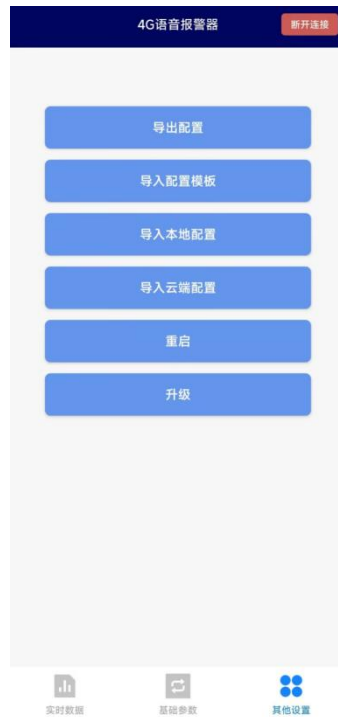 4G语音报警器
断开连接
导出配置
导入配置模板
导入本地配置
导入云端配置
重启
升级
实时数据
基础参数
其他设置